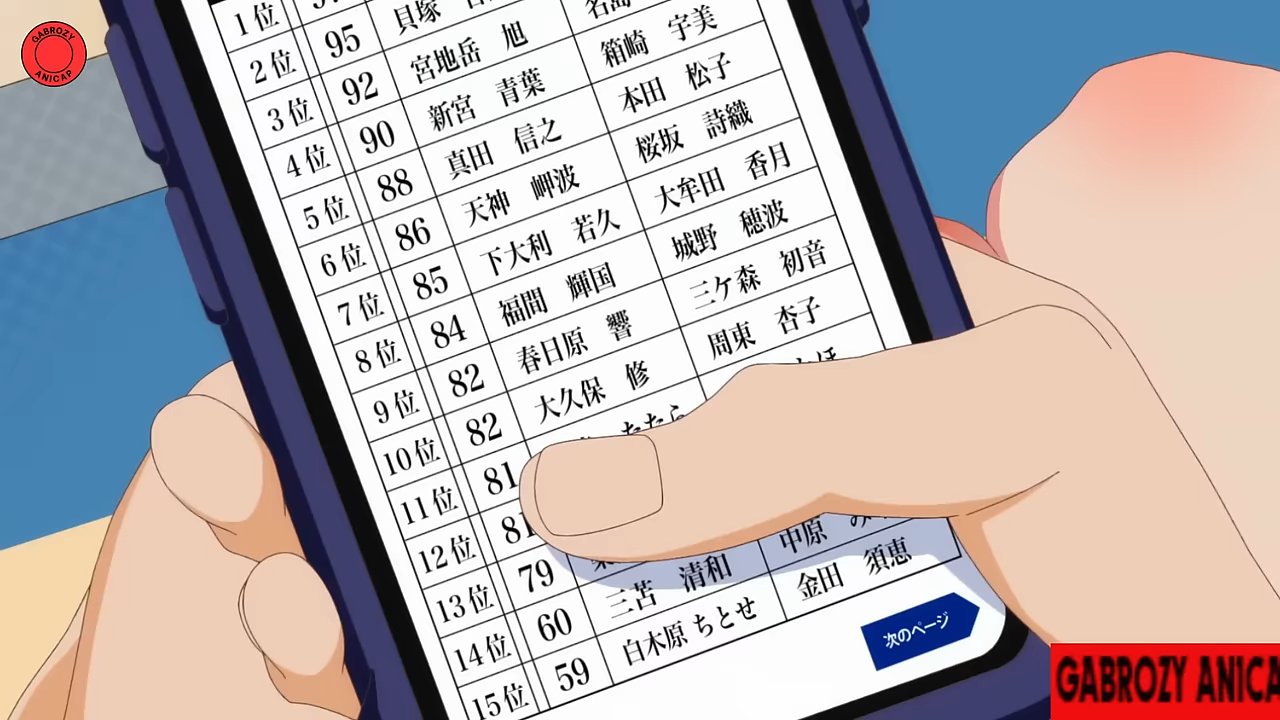 1位
2位 95 貝塚
3位 92 宮地岳 旭 名島
4位 90 新宮 青葉 箱崎 宇美
5位 88 真田 信之 本田 松子
6位 86 天神 岬波 桜坂 詩織
7位 85 下大利 若久 大牟田 香月
8位 84 福間 輝国 城野 穂波
9位 82 春日原 響 三ケ森 初音
10位 82 大久保 修 周東 杏子
11位 81 たたら
12位 81
13位 79
14位 60 三苫 清和 中原 み
15位 59 白木原 ちとせ 金田 須恵
次のページ
GABROZY
ANICAP
GABROZY ANICA